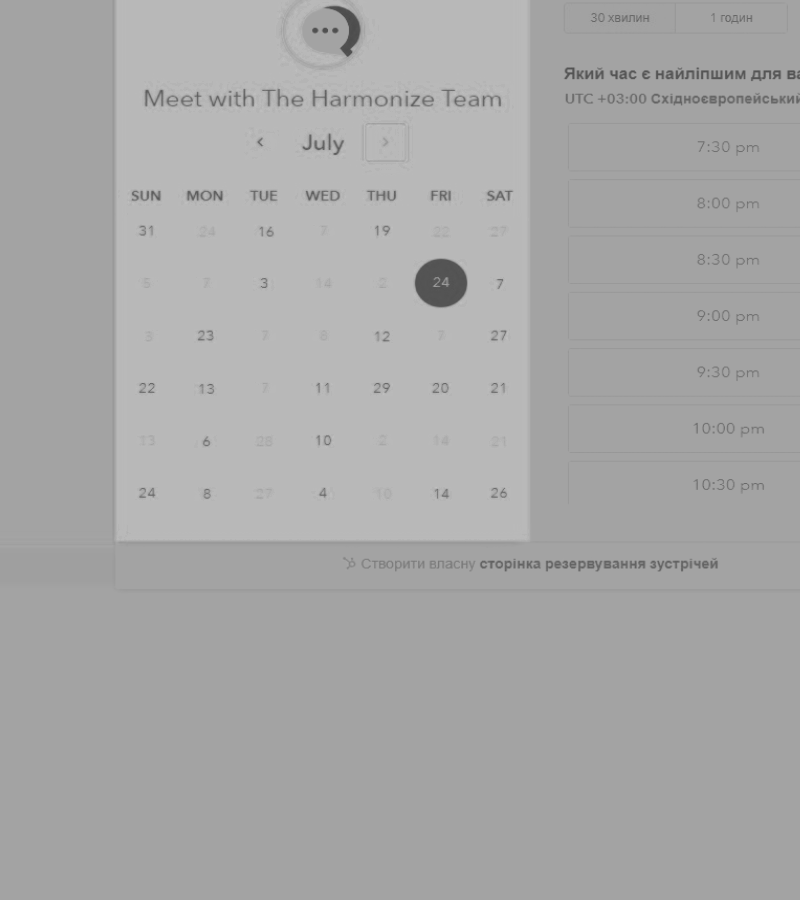 Meet with The Harmonize Team
July
SUN MON TUE WED THU FRI SAT
31 24 16 7 19 22 27
5 7 3 14 2 24 7
3 23 7 8 12 7 27
22 13 7 11 29 20 21
13 6 28 10 2 14 21
24 8 27 4 10 14 26
30 хвилин 1 годин
Який час є найліпшим для
UTC +03:00 Східноєвропейський
7:30 pm
8:00 pm
8:30 pm
9:00 pm
9:30 pm
10:00 pm
10:30 pm
Створити власну сторінка резервування зустрічей